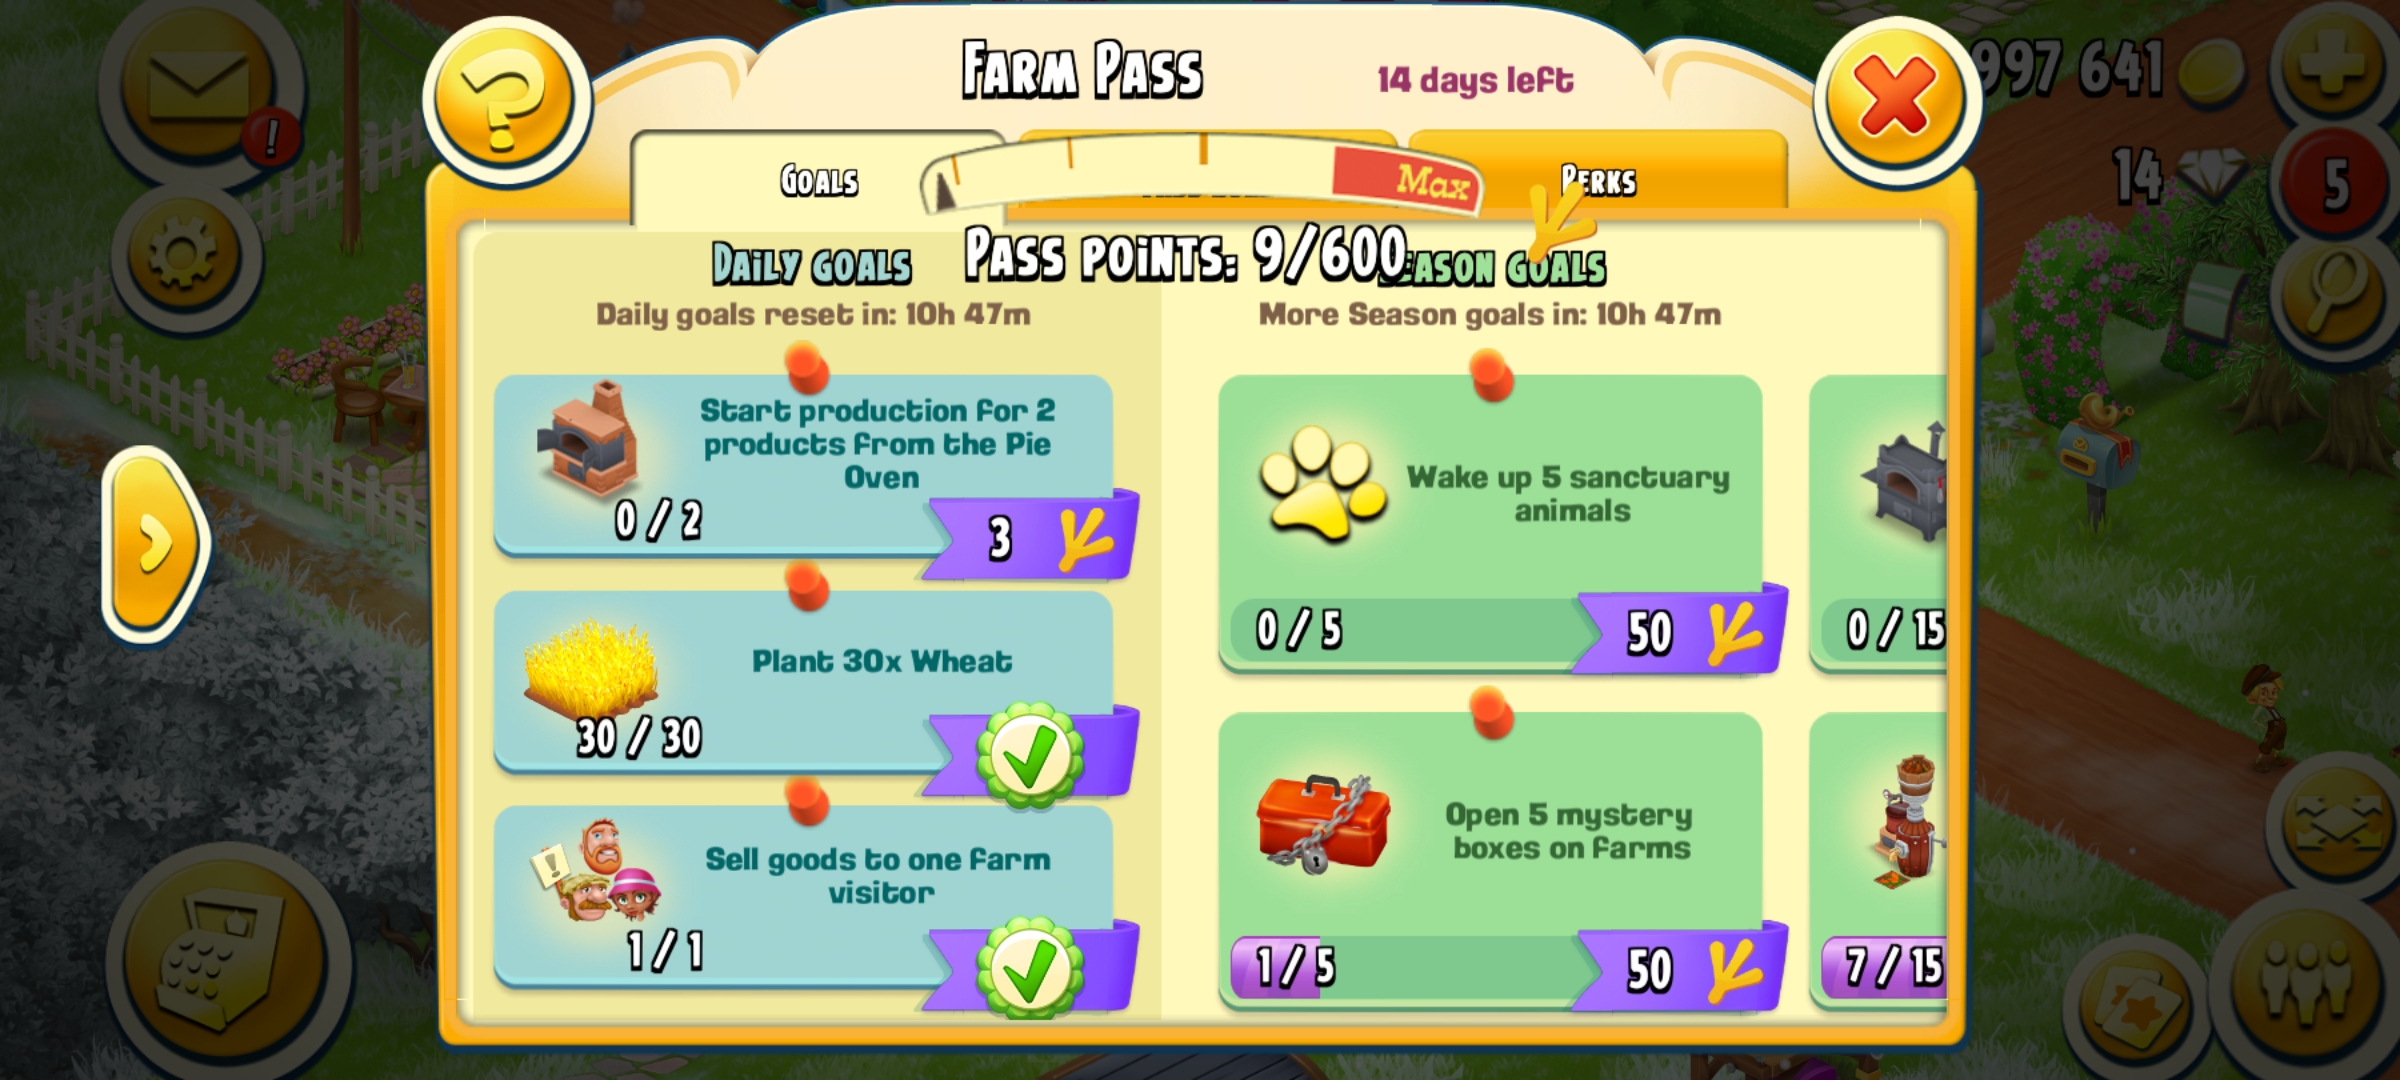 FARM PASS
14 days left
997 641
14
5
GOALS
Max
PERKS
DAILY GOALS
PASS POINTS: 9/600
EASON GOALS
Daily goals reset in: 10h 47m
More Season goals in: 10h 47m
Start production for 2
products from the Pie
Oven
0 / 2
3
Wake up 5 sanctuary
animals
0 / 5
50
0 / 15
Plant 30x Wheat
30 / 30
Sell goods to one farm
visitor
1 / 1
Open 5 mystery
boxes on farms
1 / 5
50
7 / 15